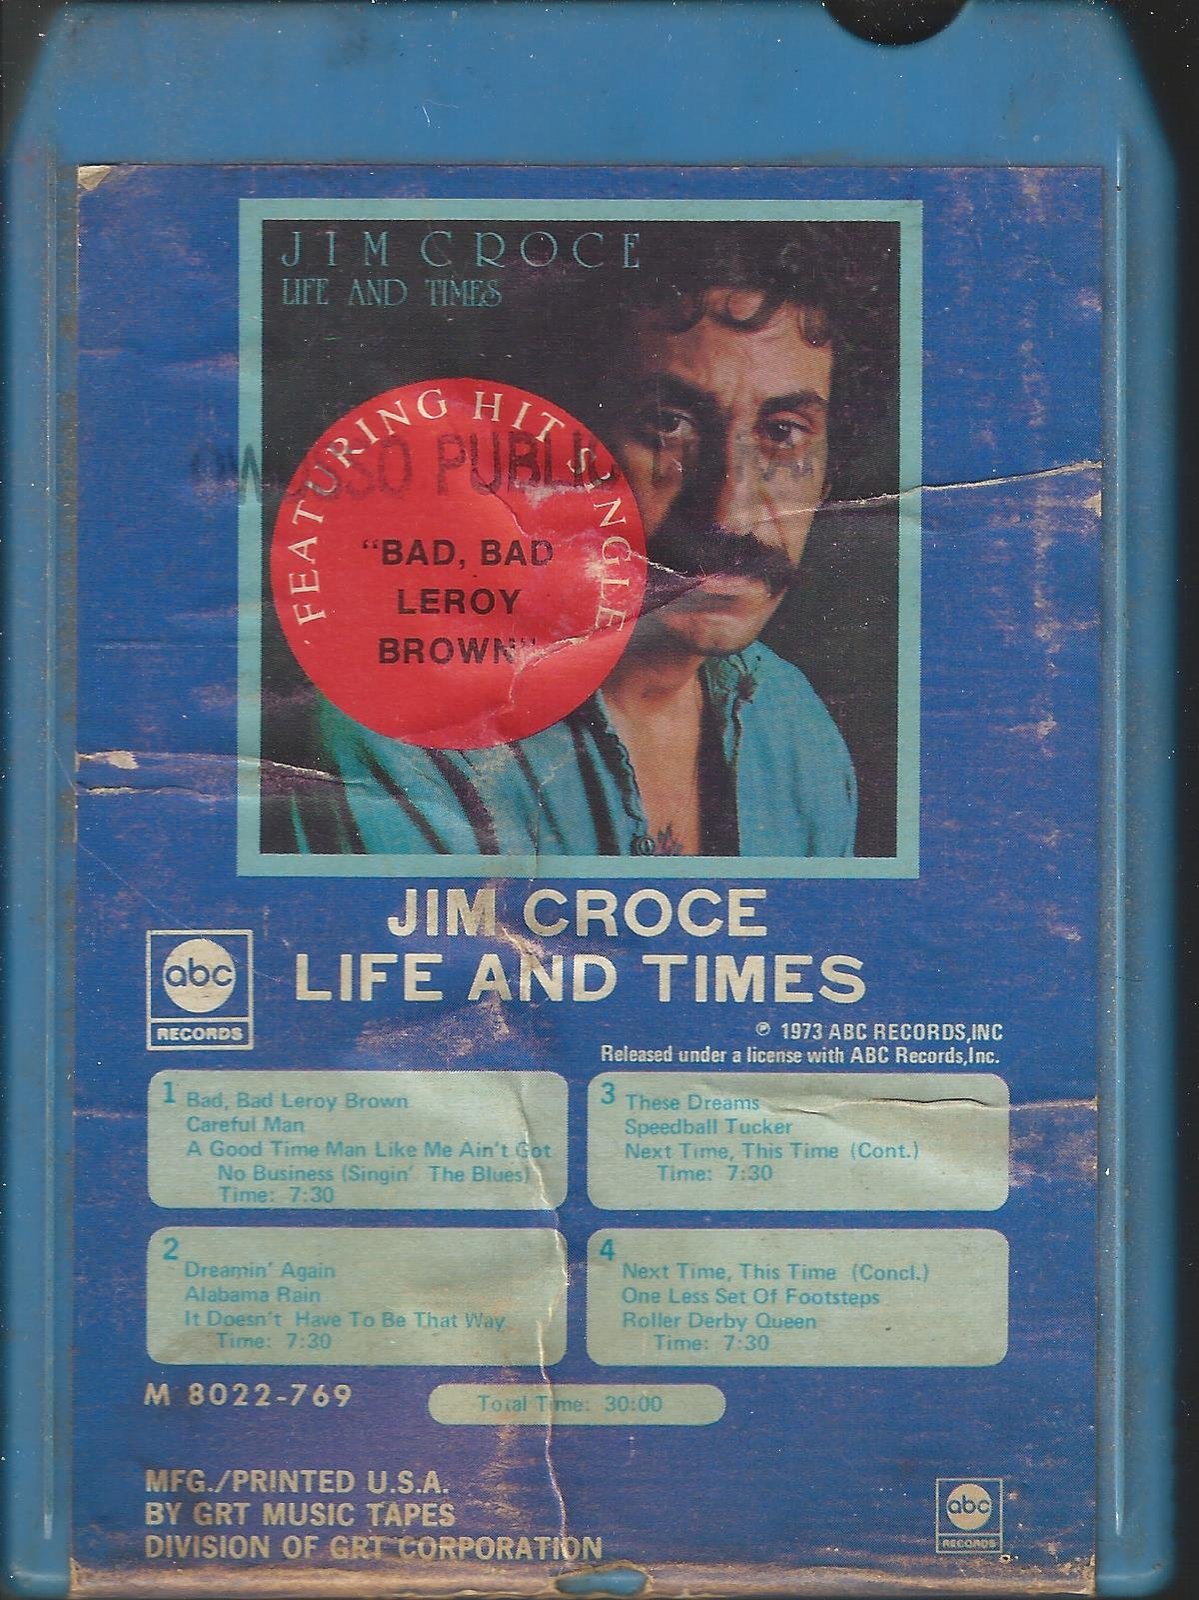 JIM CROCE
LIFE AND TIMES
FEATURING HIT SINGLE
PUBLIC
"BAD, BAD
LEROY
BROWN"
JIM CROCE
LIFE AND TIMES
abc
RECORDS
℗ 1973 ABC RECORDS,INC
Released under a license with ABC Records,Inc.
1
Bad, Bad Leroy Brown
Careful Man
A Good Time Man Like Me Ain't Got
No Business (Singin' The Blues)
Time: 7:30
2
Dreamin' Again
Alabama Rain
It Doesn't Have To Be That Way
Time: 7:30
3
These Dreams
Speedball Tucker
Next Time, This Time (Cont.)
Time: 7:30
4
Next Time, This Time (Concl.)
One Less Set Of Footsteps
Roller Derby Queen
Time: 7:30
M 8022-769
Total Time: 30:00
MFG./PRINTED U.S.A.
BY GRT MUSIC TAPES
DIVISION OF GRT CORPORATION
abc
RECORDS